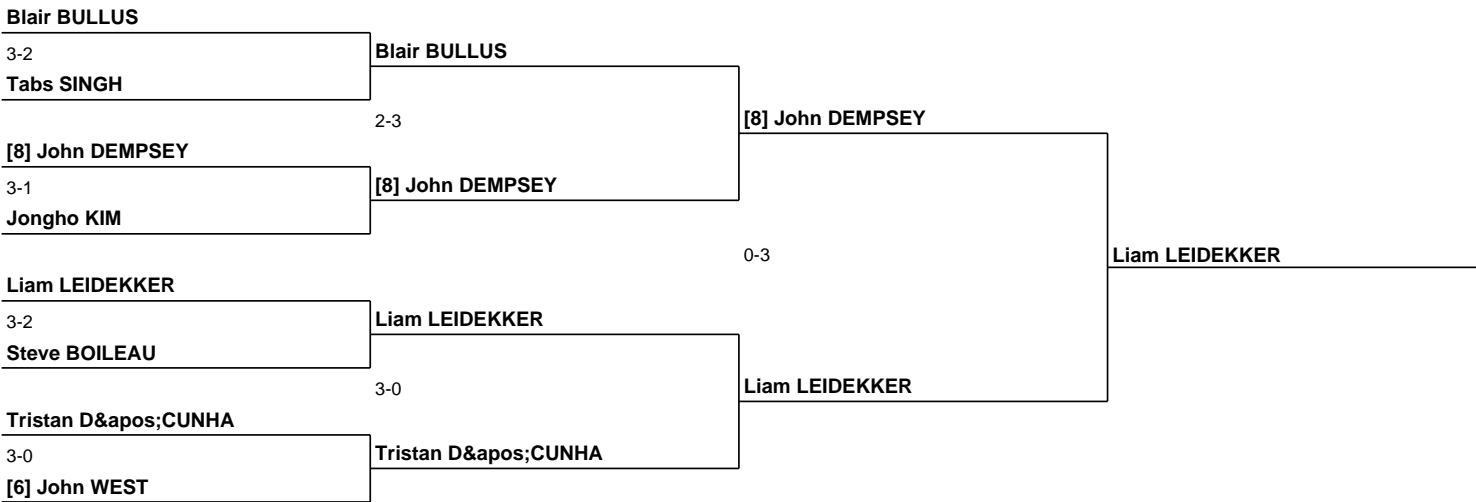 Blair BULLUS
3-2
Blair BULLUS
Tabs SINGH
2-3
[8] John DEMPSEY
[8] John DEMPSEY
3-1
[8] John DEMPSEY
Jongho KIM
0-3
Liam LEIDEKKER
Liam LEIDEKKER
3-2
Liam LEIDEKKER
Steve BOILEAU
3-0
Liam LEIDEKKER
Tristan D&apos;CUNHA
3-0
Tristan D&apos;CUNHA
[6] John WEST